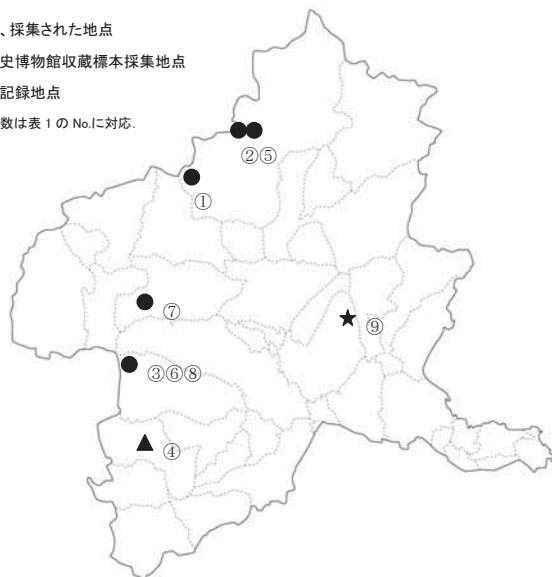 、採集された地点
史博物館収蔵標本採集地点
記録地点
数は表 1 の No.に対応.
②⑤
①
⑦
⑨
③⑥⑧
④